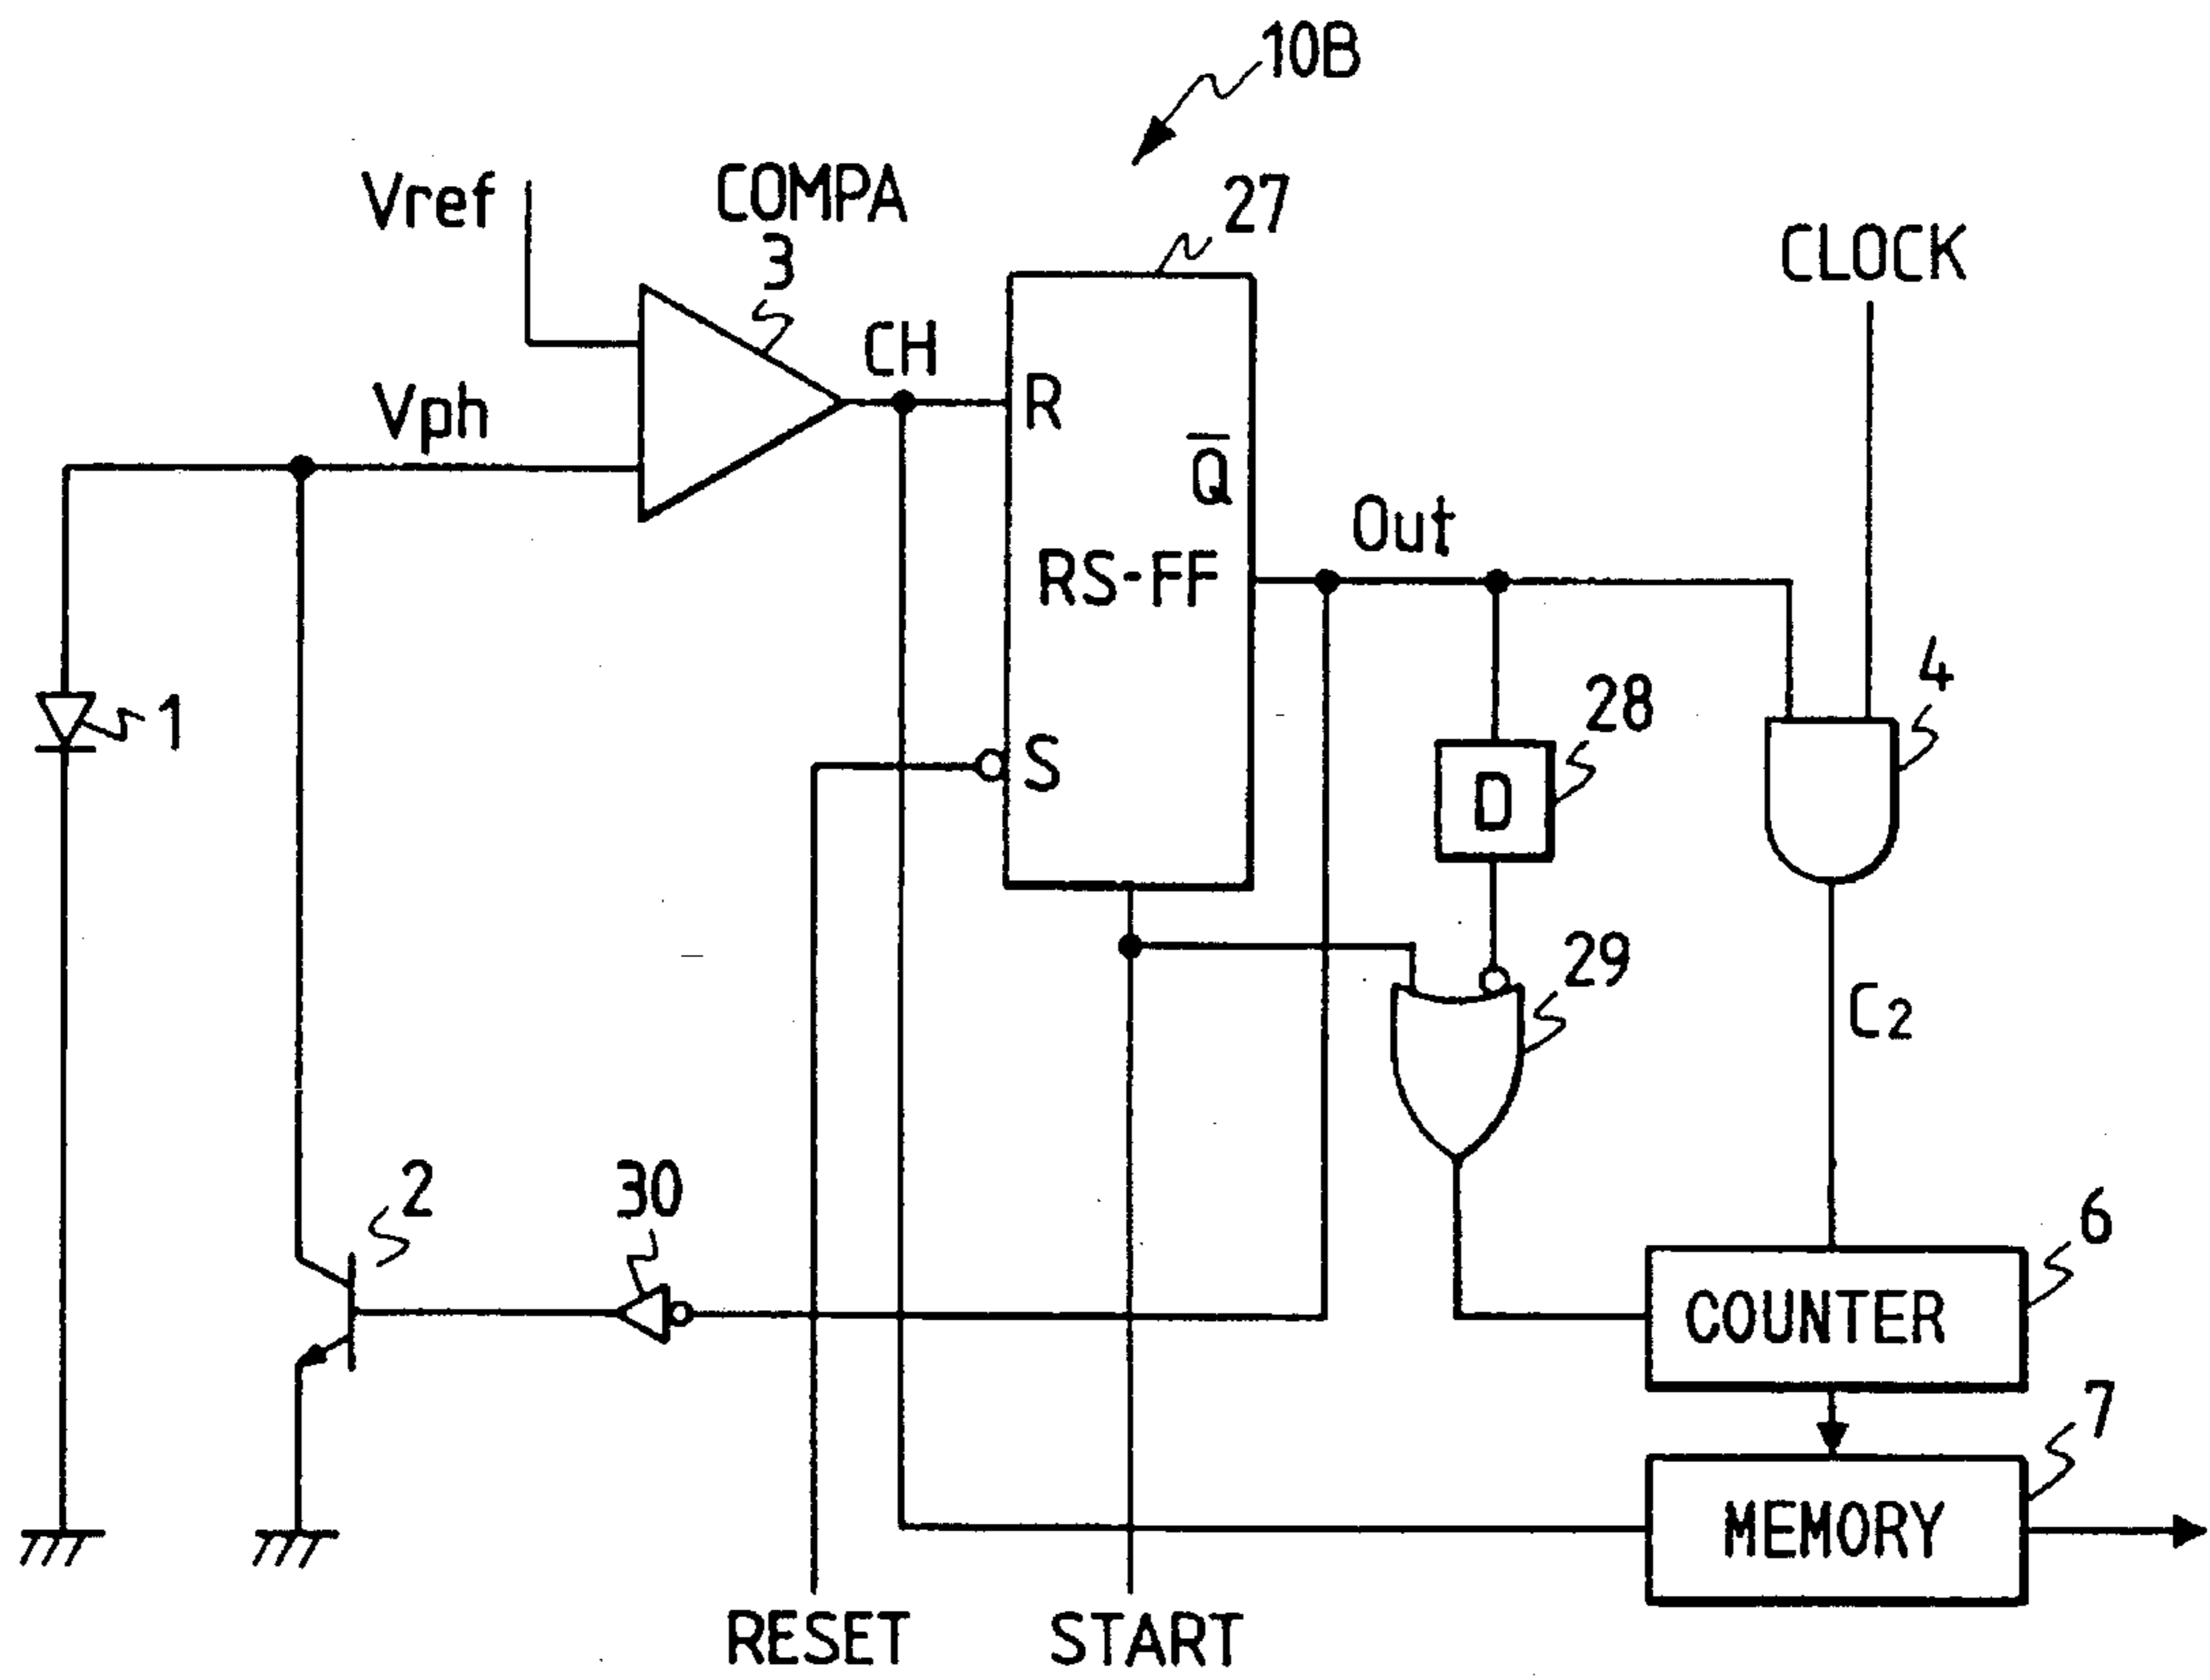 10B
Vref
COMPA
3
27
CLOCK
CH
Vph
R
Q̅
Out
RS-FF
4
28
1
S
D
29
C2
2
30
6
COUNTER
7
MEMORY
RESET
START